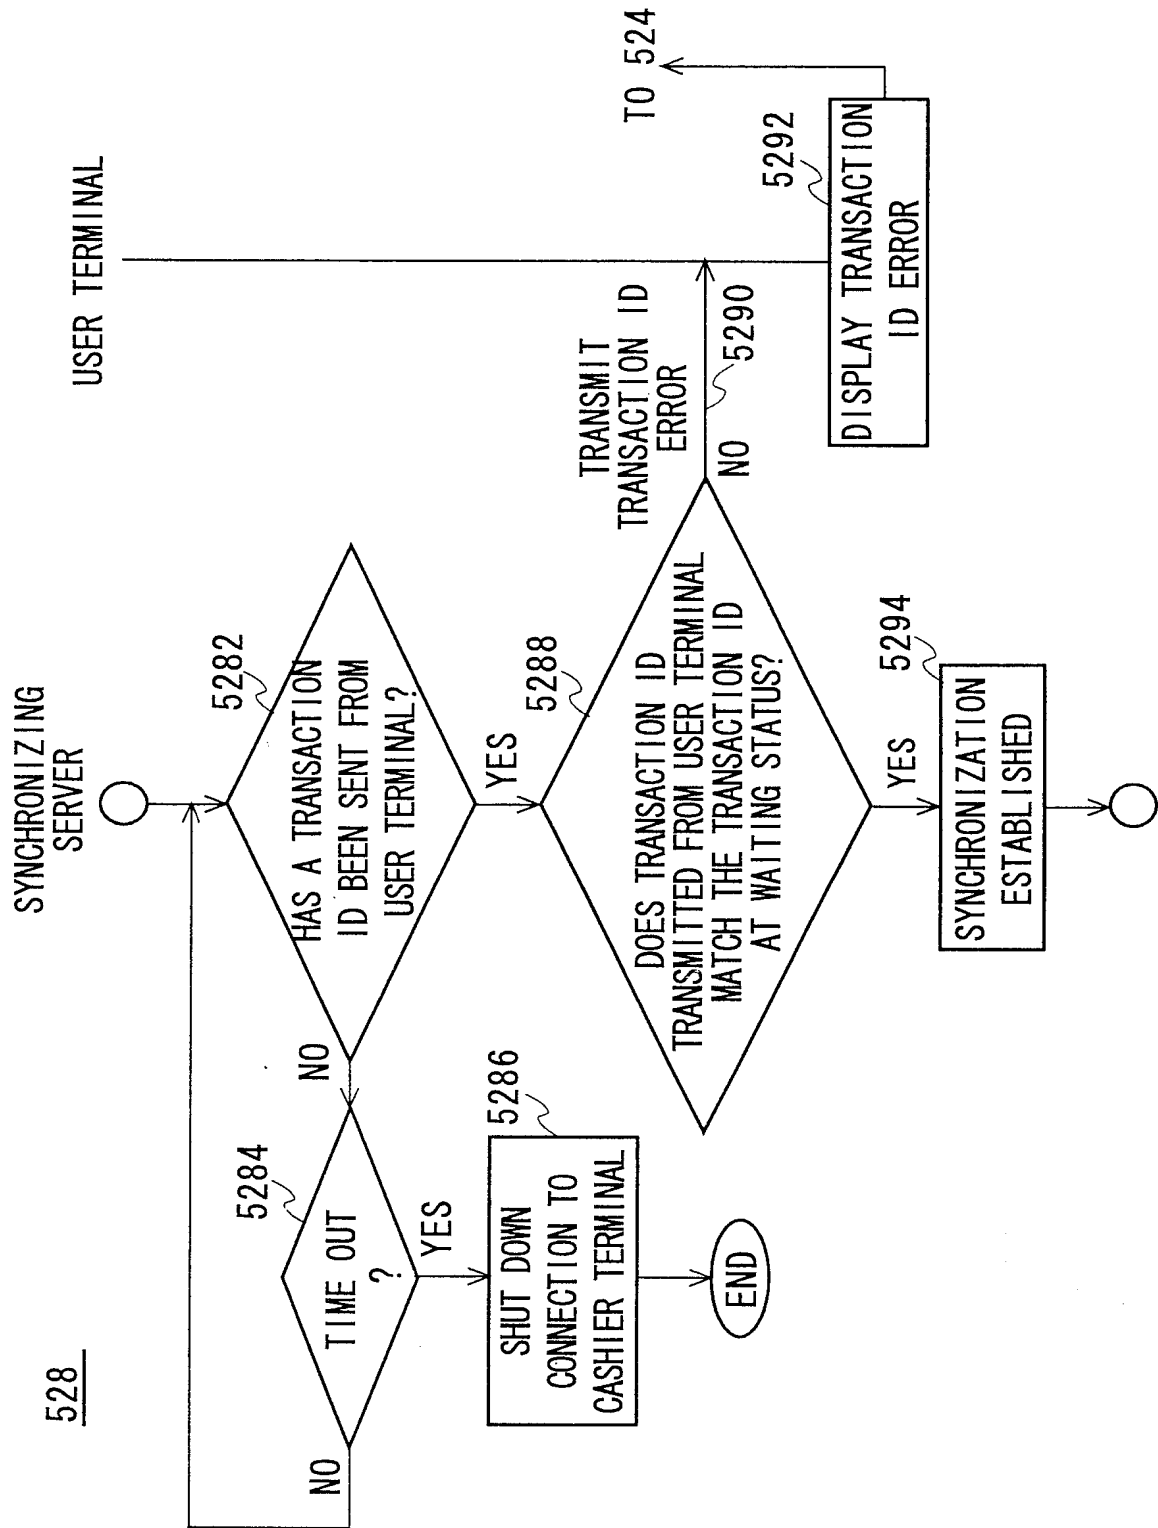 528
SYNCHRONIZING
SERVER
USER TERMINAL
5282
HAS A TRANSACTION
ID BEEN SENT FROM
USER TERMINAL?
NO
YES
5284
TIME OUT
?
NO
YES
5286
SHUT DOWN
CONNECTION TO
CASHIER TERMINAL
END
5288
DOES TRANSACTION ID
TRANSMITTED FROM USER TERMINAL
MATCH THE TRANSACTION ID
AT WAITING STATUS?
NO
YES
TRANSMIT
TRANSACTION ID
ERROR
5290
TO 524
5292
DISPLAY TRANSACTION
ID ERROR
5294
SYNCHRONIZATION
ESTABLISHED